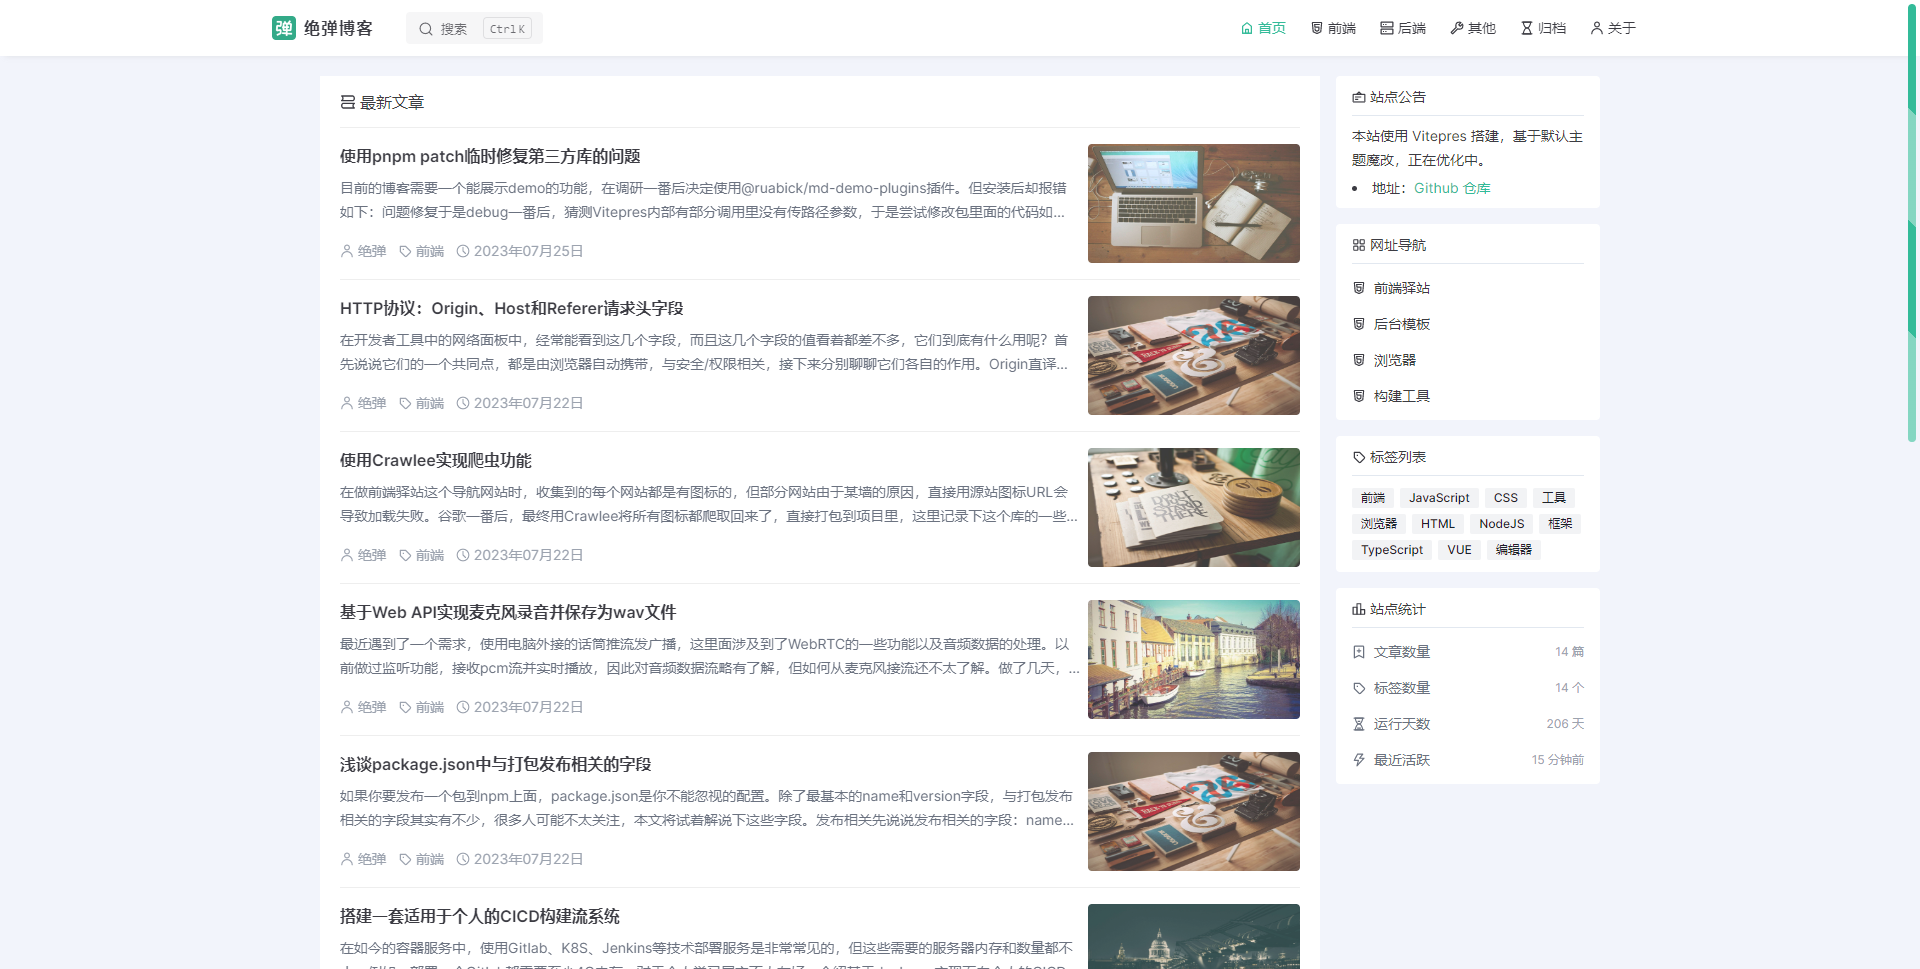 弹 绝弹博客 搜索 Ctrl K 首页 前端 后端 其他 归档 关于
最新文章
使用pnpm patch临时修复第三方库的问题
目前的博客需要一个能展示demo的功能，在调研一番后决定使用@ruabick/md-demo-plugins插件。但安装后却报错
如下：问题修复于是debug一番后，猜测Vitepres内部有部分调用里没有传路径参数，于是尝试修改包里面的代码如...
绝弹 前端 2023年07月25日
HTTP协议：Origin、Host和Referer请求头字段
在开发者工具中的网络面板中，经常能看到这几个字段，而且这几个字段的值看着都差不多，它们到底有什么用呢？首
先说说它们的一个共同点，都是由浏览器自动携带，与安全/权限相关，接下来分别聊聊它们各自的作用。Origin直译...
绝弹 前端 2023年07月22日
使用Crawlee实现爬虫功能
在做前端驿站这个导航网站时，收集到的每个网站都是有图标的，但部分网站由于某墙的原因，直接用源站图标URL会
导致加载失败。谷歌一番后，最终用Crawlee将所有图标都爬取回来了，直接打包到项目里，这里记录下这个库的一些...
绝弹 前端 2023年07月22日
基于Web API实现麦克风录音并保存为wav文件
最近遇到了一个需求，使用电脑外接的话筒推流发广播，这里面涉及到了WebRTC的一些功能以及音频数据的处理。以
前做过监听功能，接收pcm流并实时播放，因此对音频数据流略有了解，但如何从麦克风接流还不太了解。做了几天，...
绝弹 前端 2023年07月22日
浅谈package.json中与打包发布相关的字段
如果你要发布一个包到npm上面，package.json是你不能忽视的配置。除了最基本的name和version字段，与打包发布
相关的字段其实有不少，很多人可能不太关注，本文将试着解说下这些字段。发布相关先说说发布相关的字段：name...
绝弹 前端 2023年07月22日
搭建一套适用于个人的CICD构建流系统
在如今的容器服务中，使用Gitlab、K8S、Jenkins等技术部署服务是非常常见的，但这些需要的服务器内存和数量都不
站点公告
本站使用 Vitepres 搭建，基于默认主
题魔改，正在优化中。
地址：Github 仓库
网址导航
前端驿站
后台模板
浏览器
构建工具
标签列表
前端 JavaScript CSS 工具
浏览器 HTML NodeJS 框架
TypeScript VUE 编辑器
站点统计
文章数量 14 篇
标签数量 14 个
运行天数 206 天
最近活跃 15 分钟前